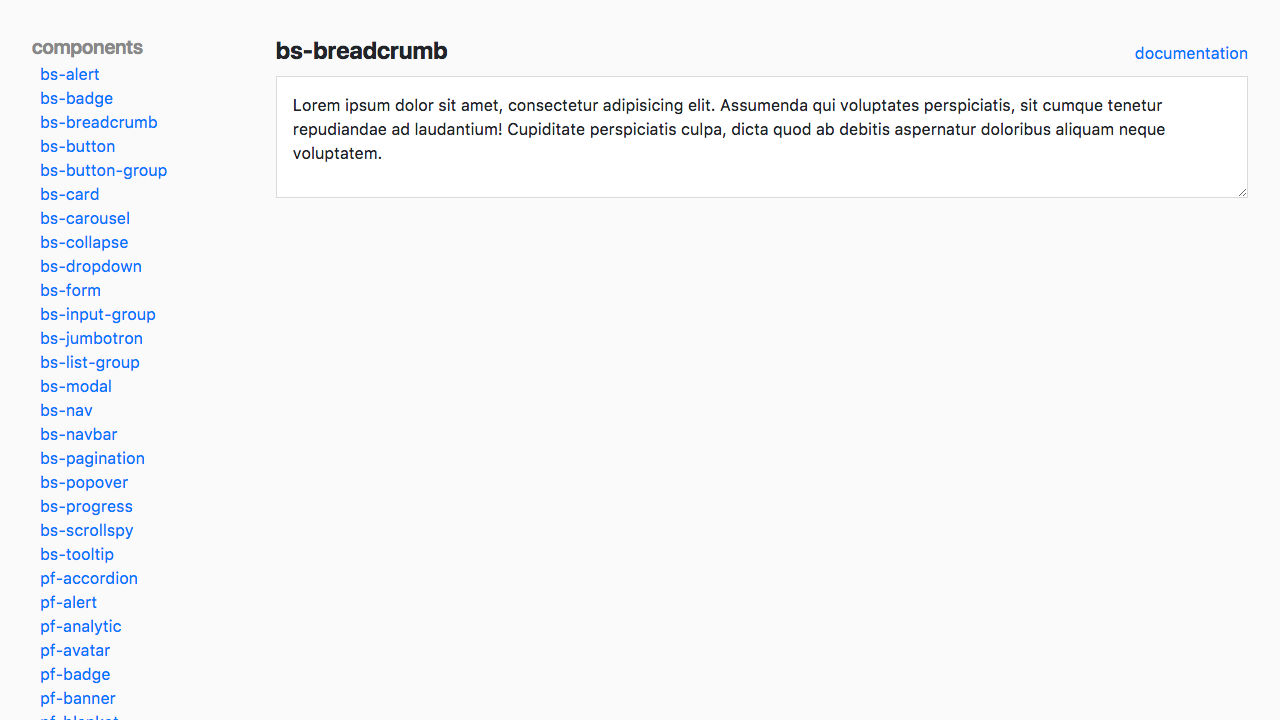 components
bs-alert
bs-badge
bs-breadcrumb
bs-button
bs-button-group
bs-card
bs-carousel
bs-collapse
bs-dropdown
bs-form
bs-input-group
bs-jumbotron
bs-list-group
bs-modal
bs-nav
bs-navbar
bs-pagination
bs-popover
bs-progress
bs-scrollspy
bs-tooltip
pf-accordion
pf-alert
pf-analytic
pf-avatar
pf-badge
pf-banner
pf-blanket
bs-breadcrumb
documentation
Lorem ipsum dolor sit amet, consectetur adipisicing elit. Assumenda qui voluptates perspiciatis, sit cumque tenetur
repudiandae ad laudantium! Cupiditate perspiciatis culpa, dicta quod ab debitis aspernatur doloribus aliquam neque
voluptatem.